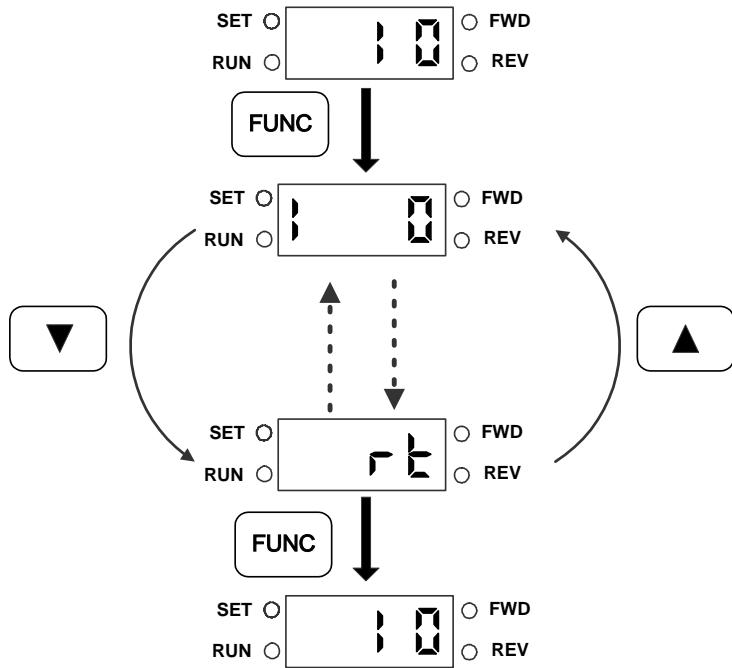 SET 10 FWD
RUN REV
FUNC
SET 1 0 FWD
RUN REV
▼ ▲
SET rt FWD
RUN REV
FUNC
SET 10 FWD
RUN REV